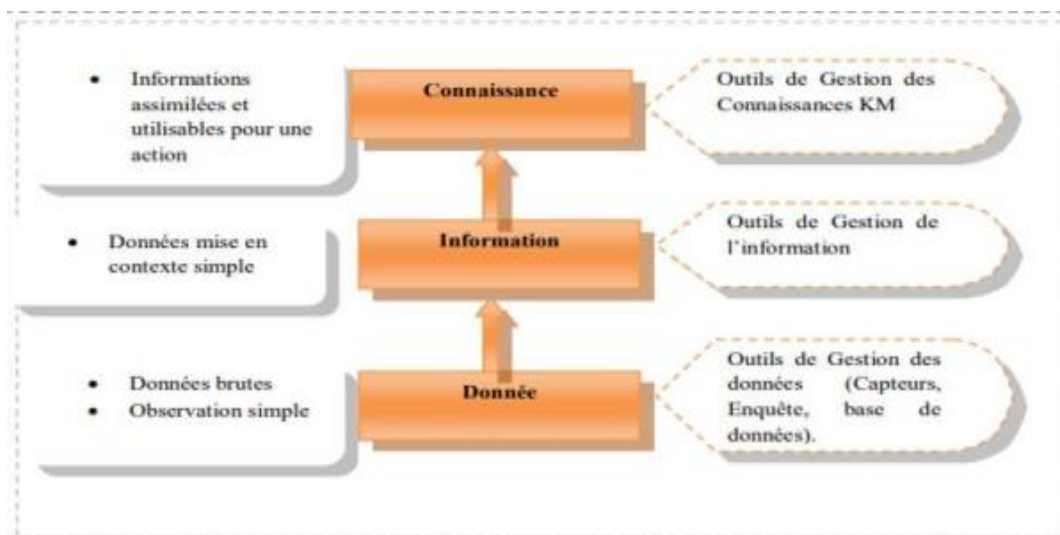 • Informations
assimilées et
utilisables pour une
action
Connaissance
Outils de Gestion des
Connaissances KM
• Données mise en
contexte simple
Information
Outils de Gestion de
l'information
• Données brutes
• Observation simple
Donnée
Outils de Gestion des
données (Capteurs,
Enquête, base de
données).